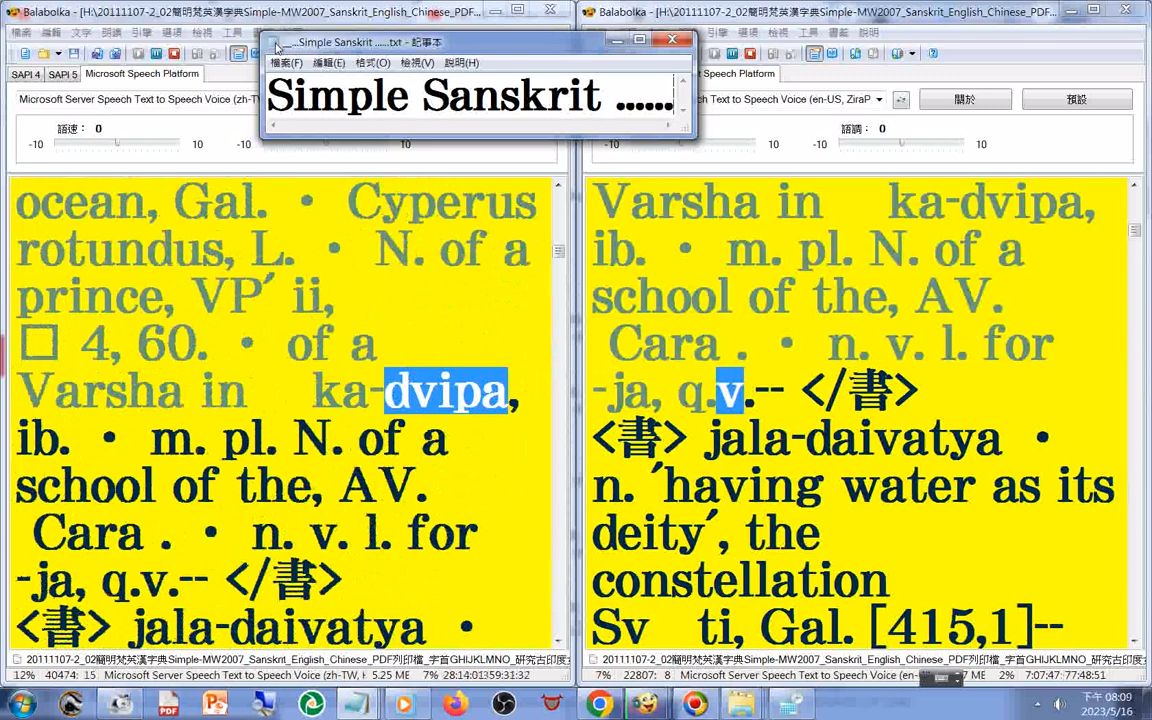 Balabolka - [H:\20111107-2_02簡明梵英漢字典Simple-MW2007_Sanskrit_English_Chinese_PDF...
檔案 編輯 文字 朗讀 選項 檢視 工具
SAPI 4 SAPI 5 Microsoft Speech Platform
Microsoft Server Speech Text to Speech Voice (zh-TW
語速： 0
-10 10 -10 10
ocean, Gal. • Cyperus
rotundus, L. • N. of a
prince, VP´ ii,
□ 4, 60. • of a
Varsha in ka-dvipa,
ib. • m. pl. N. of a
school of the, AV.
Cara . • n. v. l. for
-ja, q.v.-- </書>
<書> jala-daivatya •
20111107-2_02簡明梵英漢字典Simple-MW2007_Sanskrit_English_Chinese_PDF列印檔_字首GHIJKLMNO_研究古印度
12% 40474: 15 Microsoft Server Speech Text to Speech Voice (zh-TW, 5.25 MB 7% 28:14:01359:31:32
__...Simple Sanskrit ......txt - 記事本
檔案(F) 編輯(E) 格式(O) 檢視(V) 說明(H)
Simple Sanskrit ......
Balabolka - [H:\20111107-2_02簡明梵英漢字典Simple-MW2007_Sanskrit_English_Chinese_PDF...
t Speech Platform
Microsoft Server Speech Text to Speech Voice (en-US, ZiraP
關於 預設
語調： 0
-10 10
Varsha in ka-dvipa,
ib. • m. pl. N. of a
school of the, AV.
Cara . • n. v. l. for
-ja, q.v.-- </書>
<書> jala-daivatya •
n. ´having water as its
deity´, the
constellation
Sv ti, Gal. [415,1]--
20111107-2_02簡明梵英漢字典Simple-MW2007_Sanskrit_English_Chinese_PDF列印檔_字首GHIJKLMNO_研究古印度
7% 22807: 8 Microsoft Server Speech Text to Speech Voice (en- 2% 7:07:47:77:48:51
下午 08:09
2023/5/16